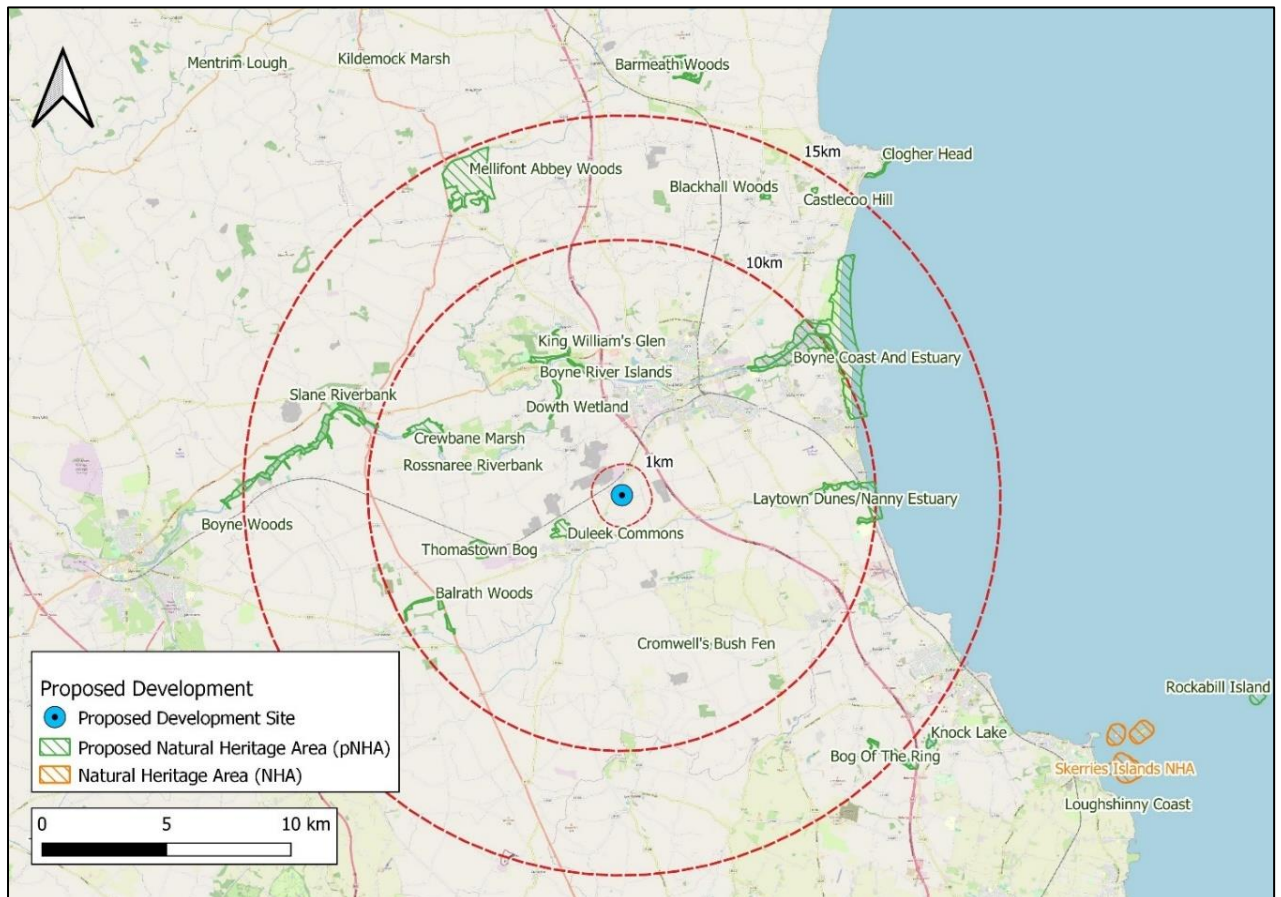 Mentrim Lough
Kildemock Marsh
Barmeath Woods
15km
Clogher Head
Mellifont Abbey Woods
Blackhall Woods
Castlecoo Hill
10km
King William's Glen
Boyne Coast And Estuary
Boyne River Islands
Slane Riverbank
Dowth Wetland
Crewbane Marsh
Rossnaree Riverbank
1km
Laytown Dunes/Nanny Estuary
Boyne Woods
Duleek Commons
Thomastown Bog
Balrath Woods
Cromwell's Bush Fen
Rockabill Island
Knock Lake
Bog Of The Ring
Skerries Islands NHA
Loughshinny Coast
Proposed Development
Proposed Development Site
Proposed Natural Heritage Area (pNHA)
Natural Heritage Area (NHA)
0 5 10 km